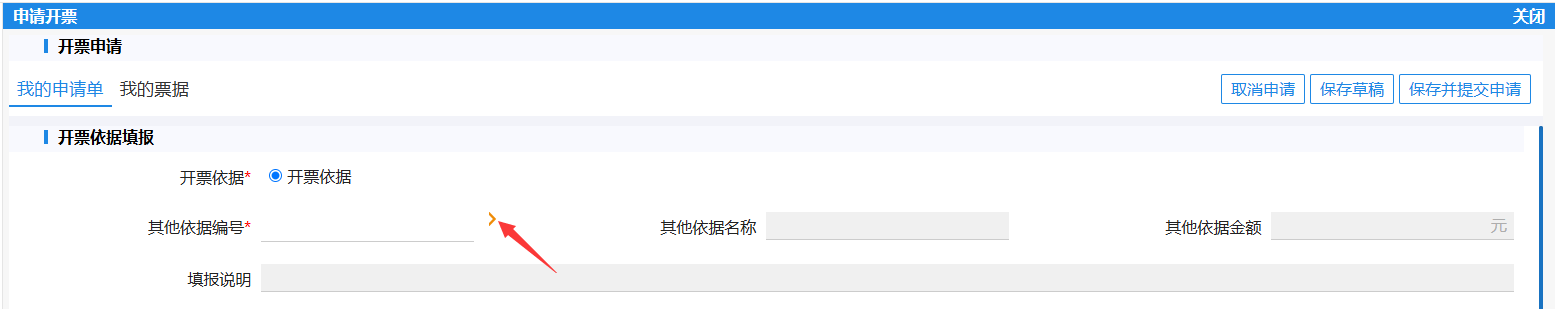 申请开票 关闭
开票申请
我的申请单 我的票据 取消申请 保存草稿 保存并提交申请
开票依据填报
开票依据* 开票依据
其他依据编号* 其他依据名称 其他依据金额 元
填报说明